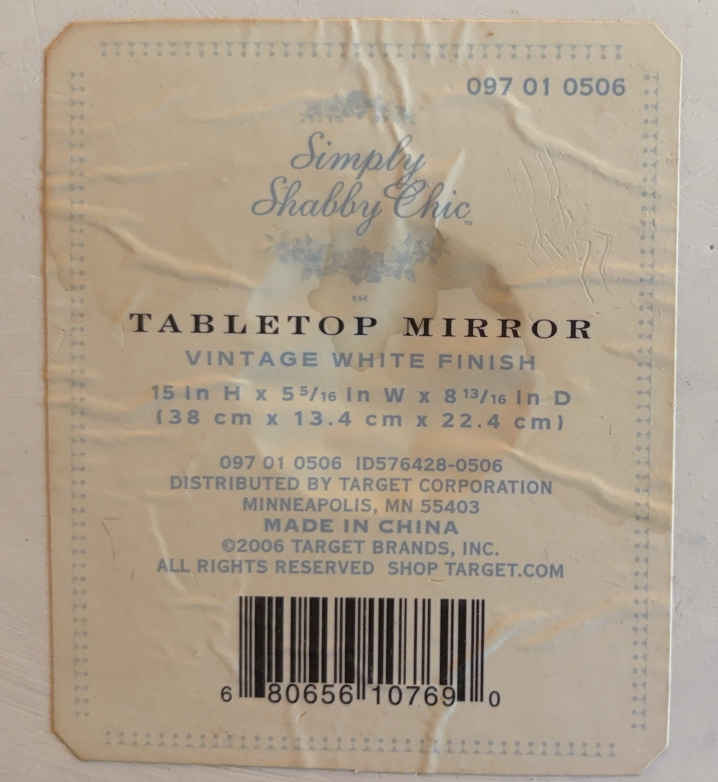 097 01 0506
Simply
Shabby Chic™
TABLETOP MIRROR
VINTAGE WHITE FINISH
15 in H x 5 5/16 in W x 8 13/16 in D
(38 cm x 13.4 cm x 22.4 cm)
097 01 0506 ID576428-0506
DISTRIBUTED BY TARGET CORPORATION
MINNEAPOLIS, MN 55403
MADE IN CHINA
©2006 TARGET BRANDS, INC.
ALL RIGHTS RESERVED SHOP TARGET.COM
6 80656 10769 0